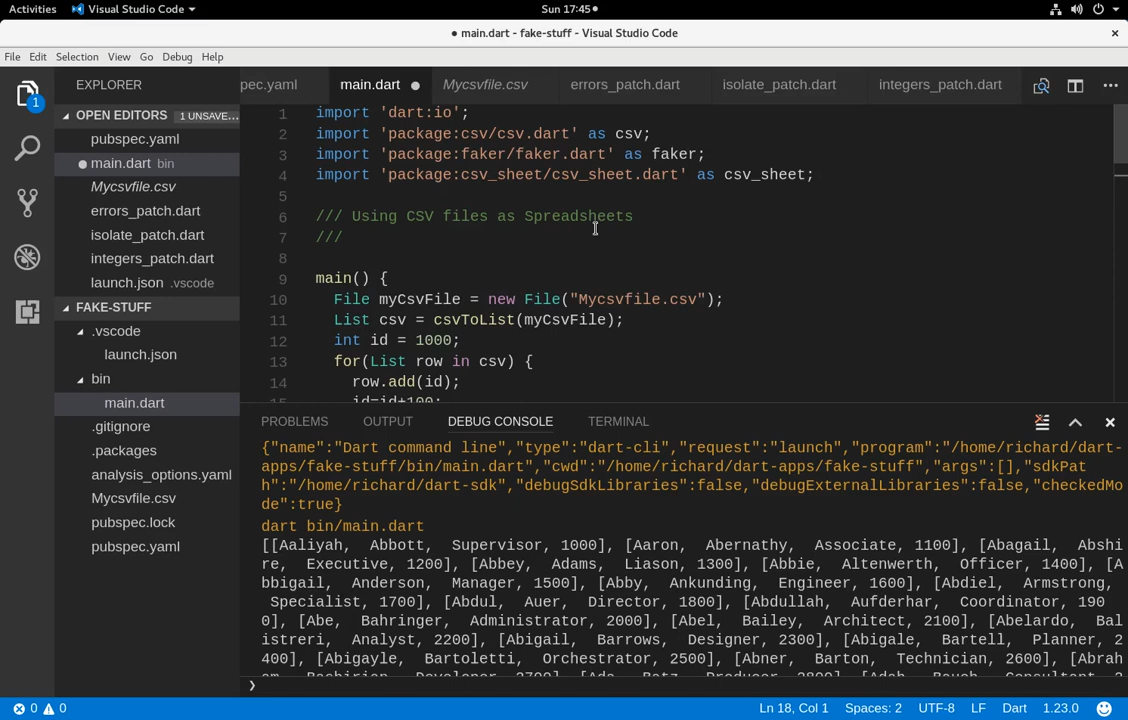 Activities Visual Studio Code Sun 17:45
main.dart - fake-stuff - Visual Studio Code
File Edit Selection View Go Debug Help
EXPLORER
OPEN EDITORS 1 UNSAVE...
pubspec.yaml
main.dart bin
Mycsvfile.csv
errors_patch.dart
isolate_patch.dart
integers_patch.dart
launch.json .vscode
FAKE-STUFF
.vscode
launch.json
bin
main.dart
.gitignore
.packages
analysis_options.yaml
Mycsvfile.csv
pubspec.lock
pubspec.yaml
1
pec.yaml main.dart Mycsvfile.csv errors_patch.dart isolate_patch.dart integers_patch.dart
1 import 'dart:io';
2 import 'package:csv/csv.dart' as csv;
3 import 'package:faker/faker.dart' as faker;
4 import 'package:csv_sheet/csv_sheet.dart' as csv_sheet;
5
6 /// Using CSV files as Spreadsheets
7 ///
8
9 main() {
10 File myCsvFile = new File("Mycsvfile.csv");
11 List csv = csvToList(myCsvFile);
12 int id = 1000;
13 for(List row in csv) {
14 row.add(id);
15 id=id+100;
PROBLEMS OUTPUT DEBUG CONSOLE TERMINAL
{"name":"Dart command line","type":"dart-cli","request":"launch","program":"/home/richard/dart-
apps/fake-stuff/bin/main.dart","cwd":"/home/richard/dart-apps/fake-stuff","args":[],"sdkPat
h":"/home/richard/dart-sdk","debugSdkLibraries":false,"debugExternalLibraries":false,"checkedMo
de":true}
dart bin/main.dart
[[Aaliyah, Abbott, Supervisor, 1000], [Aaron, Abernathy, Associate, 1100], [Abagail, Abshi
re, Executive, 1200], [Abbey, Adams, Liason, 1300], [Abbie, Altenwerth, Officer, 1400], [A
bbigail, Anderson, Manager, 1500], [Abby, Ankunding, Engineer, 1600], [Abdiel, Armstrong,
Specialist, 1700], [Abdul, Auer, Director, 1800], [Abdullah, Aufderhar, Coordinator, 190
0], [Abe, Bahringer, Administrator, 2000], [Abel, Bailey, Architect, 2100], [Abelardo, Bal
istreri, Analyst, 2200], [Abigail, Barrows, Designer, 2300], [Abigale, Bartell, Planner, 2
400], [Abigayle, Bartoletti, Orchestrator, 2500], [Abner, Barton, Technician, 2600], [Abrah
0 0 Ln 18, Col 1 Spaces: 2 UTF-8 LF Dart 1.23.0